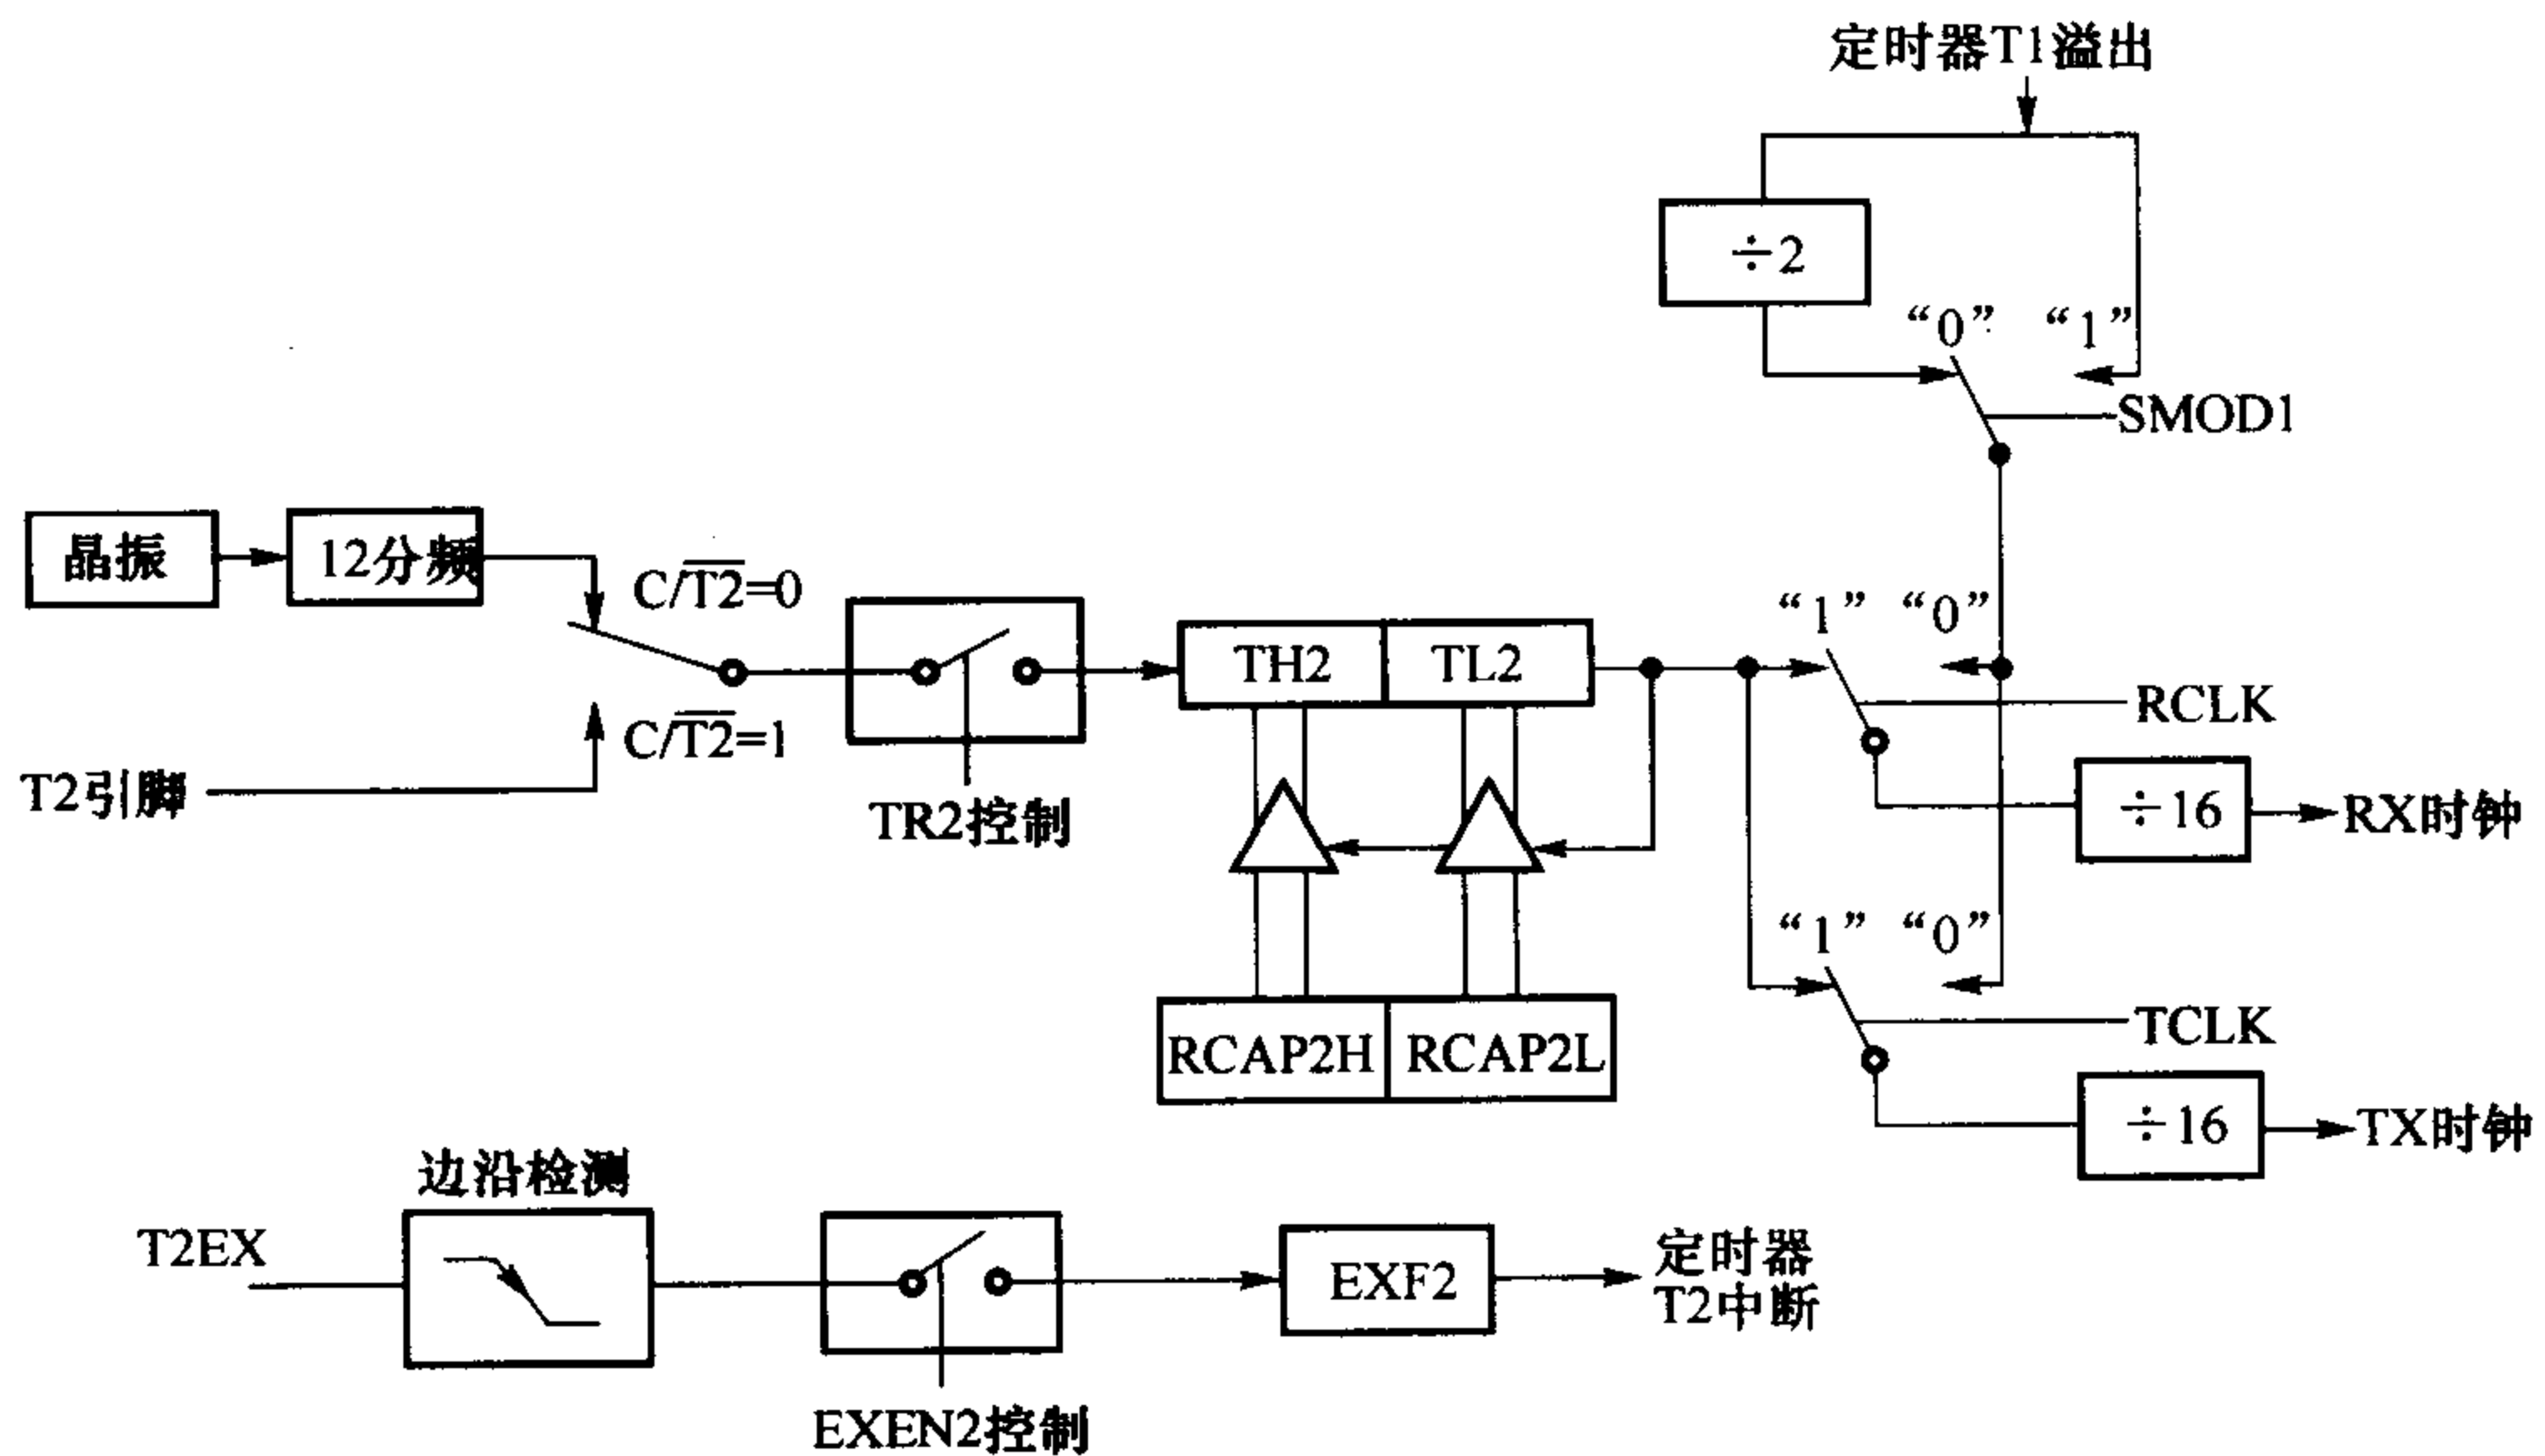 定时器T1溢出
÷2
“0” “1”
SMOD1
晶振
12分频
C/T2̅=0
“1” “0”
TH2
TL2
RCLK
C/T2̅=1
T2引脚
TR2控制
÷16
RX时钟
“1” “0”
RCAP2H
RCAP2L
TCLK
÷16
TX时钟
边沿检测
T2EX
EXF2
定时器
T2中断
EXEN2控制